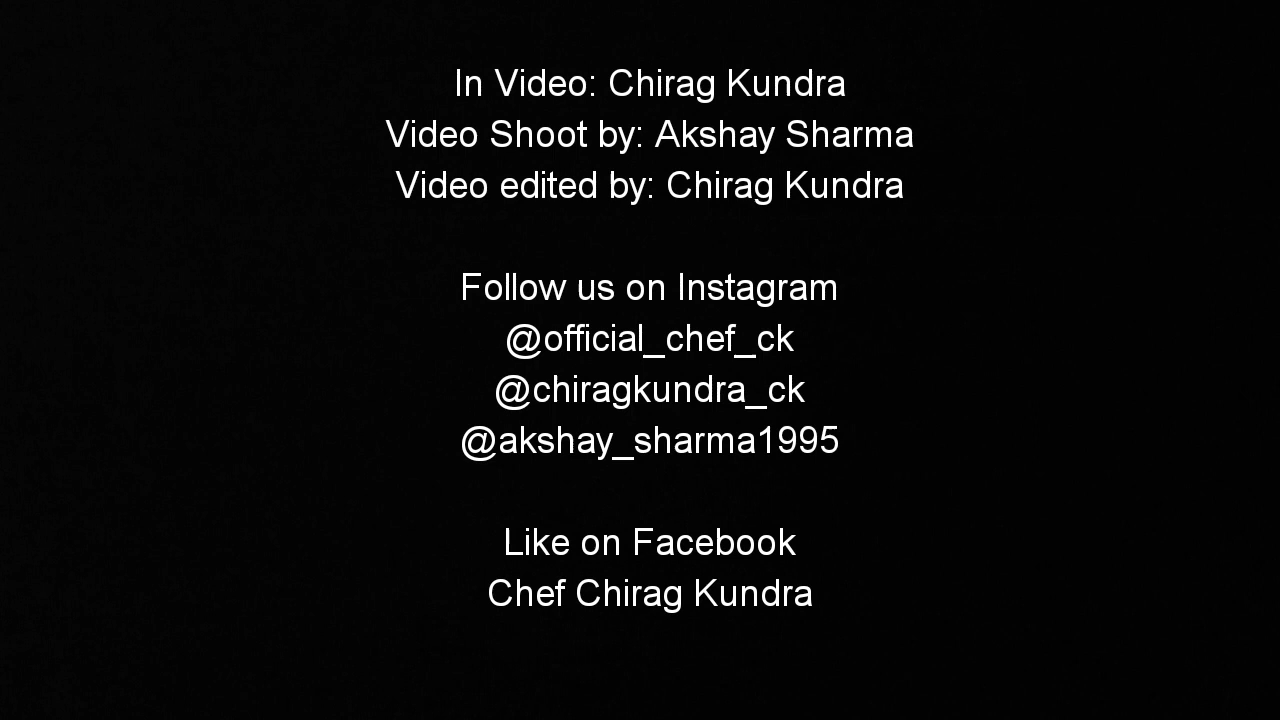 In Video: Chirag Kundra
Video Shoot by: Akshay Sharma
Video edited by: Chirag Kundra
Follow us on Instagram
@official_chef_ck
@chiragkundra_ck
@akshay_sharma1995
Like on Facebook
Chef Chirag Kundra